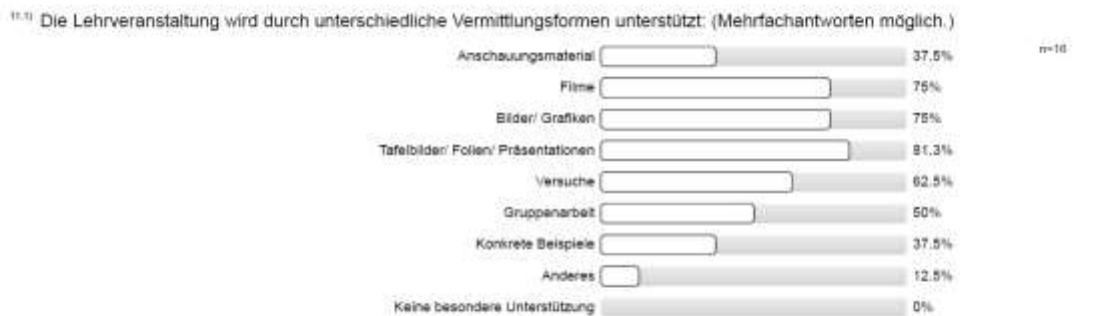 11.1) Die Lehrveranstaltung wird durch unterschiedliche Vermittlungsformen unterstützt: (Mehrfachantworten möglich.)
n=16
Anschauungsmaterial 37.5%
Filme 75%
Bilder/ Grafiken 75%
Tafelbilder/ Folien/ Präsentationen 81.3%
Versuche 62.5%
Gruppenarbeit 50%
Konkrete Beispiele 37.5%
Anderes 12.5%
Keine besondere Unterstützung 0%